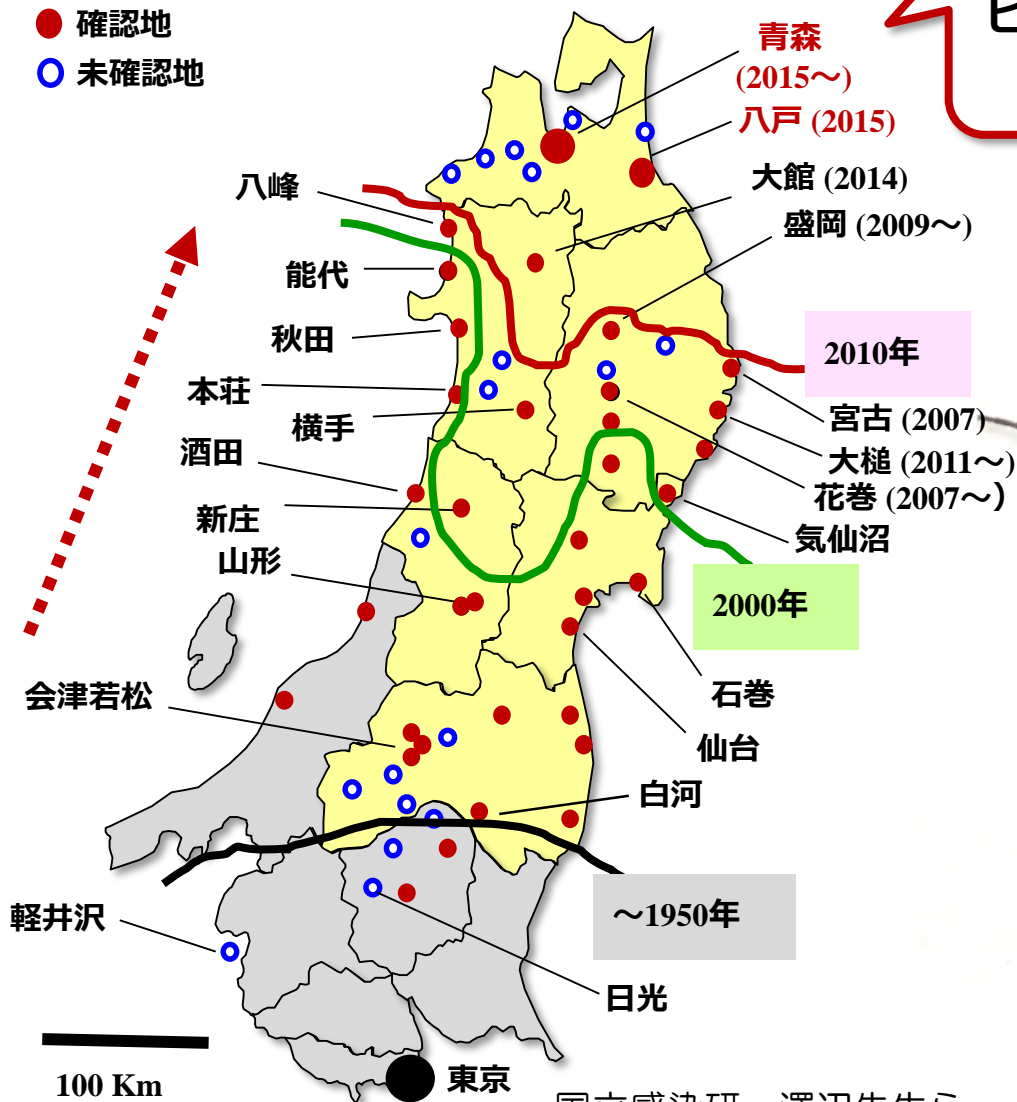 確認地
未確認地
青森
(2015～)
八戸 (2015)
大館 (2014)
盛岡 (2009～)
八峰
能代
秋田
本荘
横手
酒田
新庄
山形
2010年
宮古 (2007)
大槌 (2011～)
花巻 (2007～)
気仙沼
2000年
石巻
仙台
会津若松
白河
～1950年
軽井沢
日光
東京
100 Km